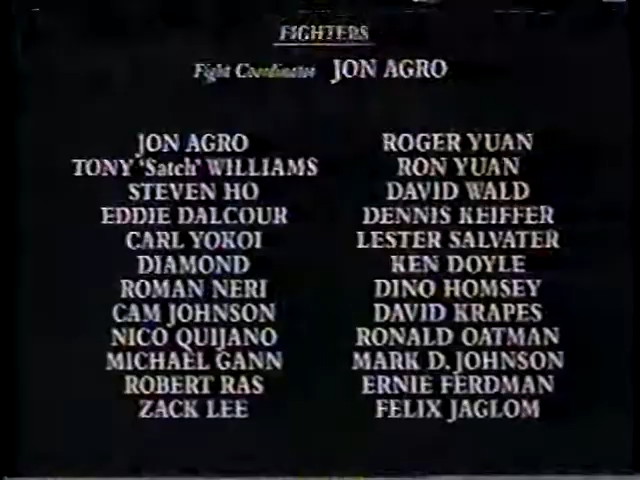 FIGHTERS
Fight Coordinator JON AGRO
JON AGRO
TONY 'Satch' WILLIAMS
STEVEN HO
EDDIE DALCOUR
CARL YOKOI
DIAMOND
ROMAN NERI
CAM JOHNSON
NICO QUIJANO
MICHAEL GANN
ROBERT RAS
ZACK LEE
ROGER YUAN
RON YUAN
DAVID WALD
DENNIS KEIFFER
LESTER SALVATER
KEN DOYLE
DINO HOMSEY
DAVID KRAPES
RONALD OATMAN
MARK D. JOHNSON
ERNIE FERDMAN
FELIX JAGLOM